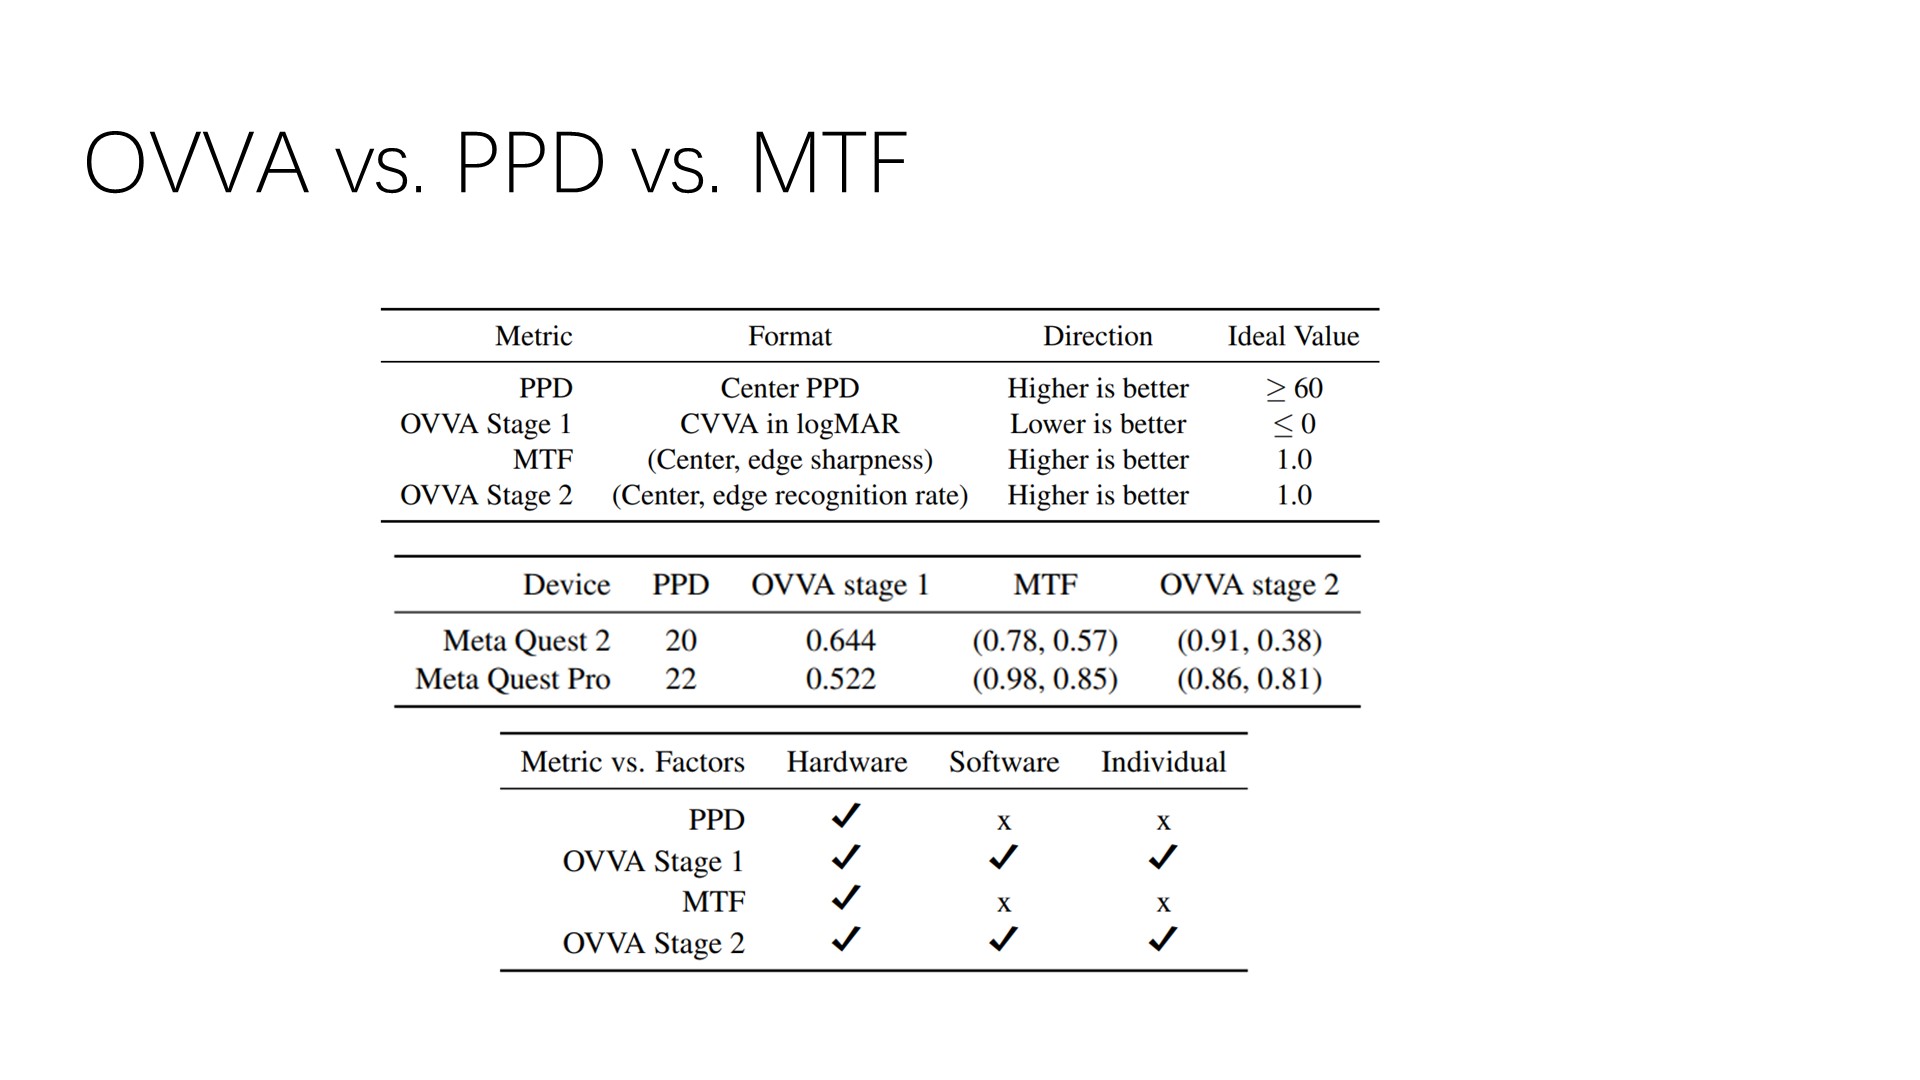 OVVA vs. PPD vs. MTF
Metric Format Direction Ideal Value
PPD Center PPD Higher is better ≥ 60
OVVA Stage 1 CVVA in logMAR Lower is better ≤ 0
MTF (Center, edge sharpness) Higher is better 1.0
OVVA Stage 2 (Center, edge recognition rate) Higher is better 1.0
Device PPD OVVA stage 1 MTF OVVA stage 2
Meta Quest 2 20 0.644 (0.78, 0.57) (0.91, 0.38)
Meta Quest Pro 22 0.522 (0.98, 0.85) (0.86, 0.81)
Metric vs. Factors Hardware Software Individual
PPD ✓ x x
OVVA Stage 1 ✓ ✓ ✓
MTF ✓ x x
OVVA Stage 2 ✓ ✓ ✓